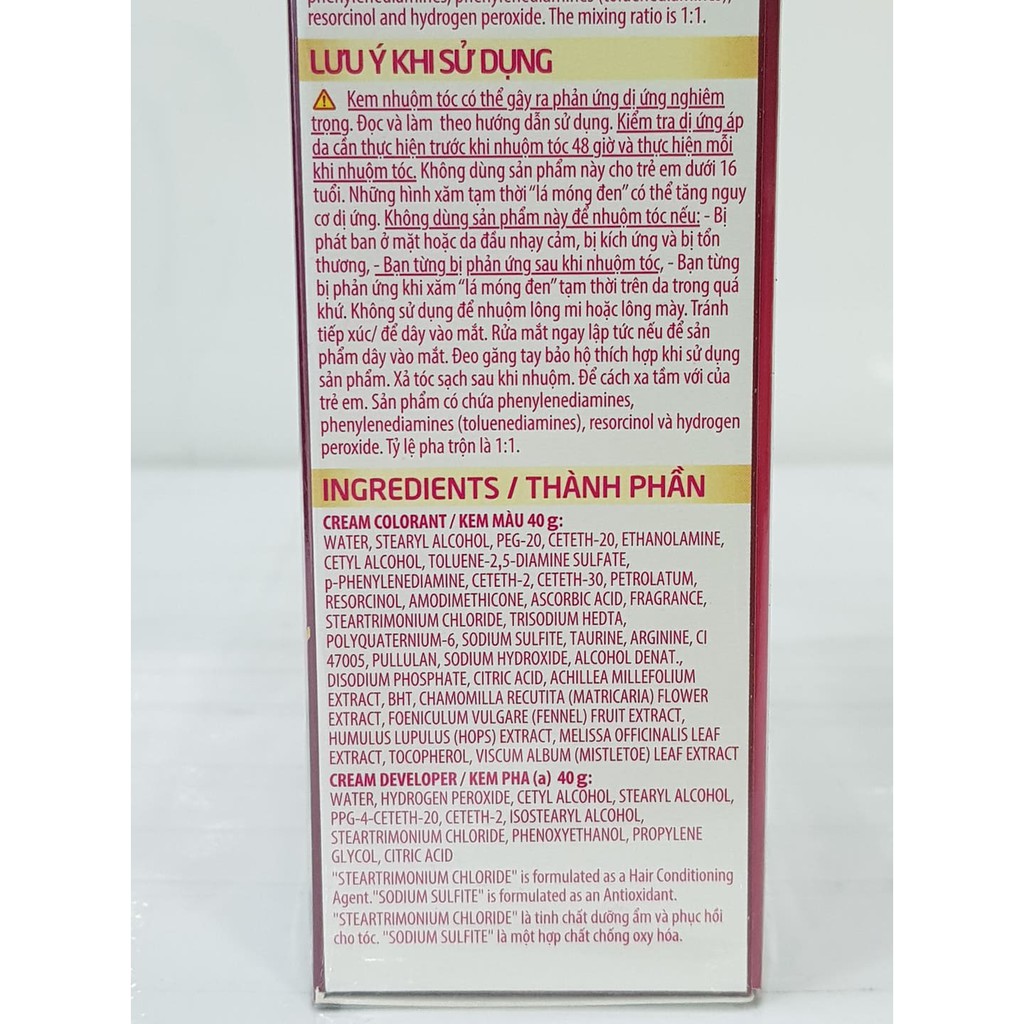 phenylenediamines, phenylenediamines (toluenediamines),
resorcinol and hydrogen peroxide. The mixing ratio is 1:1.
LƯU Ý KHI SỬ DỤNG
Kem nhuộm tóc có thể gây ra phản ứng dị ứng nghiêm
trọng. Đọc và làm theo hướng dẫn sử dụng. Kiểm tra dị ứng áp
da cần thực hiện trước khi nhuộm tóc 48 giờ và thực hiện mỗi
khi nhuộm tóc. Không dùng sản phẩm này cho trẻ em dưới 16
tuổi. Những hình xăm tạm thời "lá móng đen" có thể tăng nguy
cơ dị ứng. Không dùng sản phẩm này để nhuộm tóc nếu: - Bị
phát ban ở mặt hoặc da đầu nhạy cảm, bị kích ứng và bị tổn
thương, - Bạn từng bị phản ứng sau khi nhuộm tóc, - Bạn từng
bị phản ứng khi xăm "lá móng đen" tạm thời trên da trong quá
khứ. Không sử dụng để nhuộm lông mi hoặc lông mày. Tránh
tiếp xúc/ để dây vào mắt. Rửa mắt ngay lập tức nếu để sản
phẩm dây vào mắt. Đeo găng tay bảo hộ thích hợp khi sử dụng
sản phẩm. Xả tóc sạch sau khi nhuộm. Để cách xa tầm với của
trẻ em. Sản phẩm có chứa phenylenediamines,
phenylenediamines (toluenediamines), resorcinol và hydrogen
peroxide. Tỷ lệ pha trộn là 1:1.
INGREDIENTS / THÀNH PHẦN
CREAM COLORANT / KEM MÀU 40 g:
WATER, STEARYL ALCOHOL, PEG-20, CETETH-20, ETHANOLAMINE,
CETYL ALCOHOL, TOLUENE-2,5-DIAMINE SULFATE,
p-PHENYLENEDIAMINE, CETETH-2, CETETH-30, PETROLATUM,
RESORCINOL, AMODIMETHICONE, ASCORBIC ACID, FRAGRANCE,
STEARTRIMONIUM CHLORIDE, TRISODIUM HEDTA,
POLYQUATERNIUM-6, SODIUM SULFITE, TAURINE, ARGININE, CI
47005, PULLULAN, SODIUM HYDROXIDE, ALCOHOL DENAT.,
DISODIUM PHOSPHATE, CITRIC ACID, ACHILLEA MILLEFOLIUM
EXTRACT, BHT, CHAMOMILLA RECUTITA (MATRICARIA) FLOWER
EXTRACT, FOENICULUM VULGARE (FENNEL) FRUIT EXTRACT,
HUMULUS LUPULUS (HOPS) EXTRACT, MELISSA OFFICINALIS LEAF
EXTRACT, TOCOPHEROL, VISCUM ALBUM (MISTLETOE) LEAF EXTRACT
CREAM DEVELOPER / KEM PHA (a) 40 g:
WATER, HYDROGEN PEROXIDE, CETYL ALCOHOL, STEARYL ALCOHOL,
PPG-4-CETETH-20, CETETH-2, ISOSTEARYL ALCOHOL,
STEARTRIMONIUM CHLORIDE, PHENOXYETHANOL, PROPYLENE
GLYCOL, CITRIC ACID
"STEARTRIMONIUM CHLORIDE" is formulated as a Hair Conditioning
Agent."SODIUM SULFITE" is formulated as an Antioxidant.
"STEARTRIMONIUM CHLORIDE" là tinh chất dưỡng ẩm và phục hồi
cho tóc. "SODIUM SULFITE" là một hợp chất chống oxy hóa.